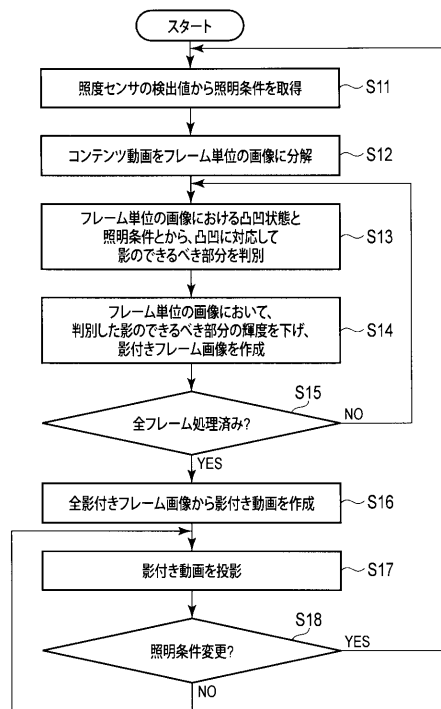 スタート
照度センサの検出値から照明条件を取得
S11
コンテンツ動画をフレーム単位の画像に分解
S12
フレーム単位の画像における凸凹状態と
照明条件とから、凸凹に対応して
影のできるべき部分を判別
S13
フレーム単位の画像において、
判別した影のできるべき部分の輝度を下げ、
影付きフレーム画像を作成
S14
S15
全フレーム処理済み?
NO
YES
全影付きフレーム画像から影付き動画を作成
S16
影付き動画を投影
S17
S18
照明条件変更?
YES
NO